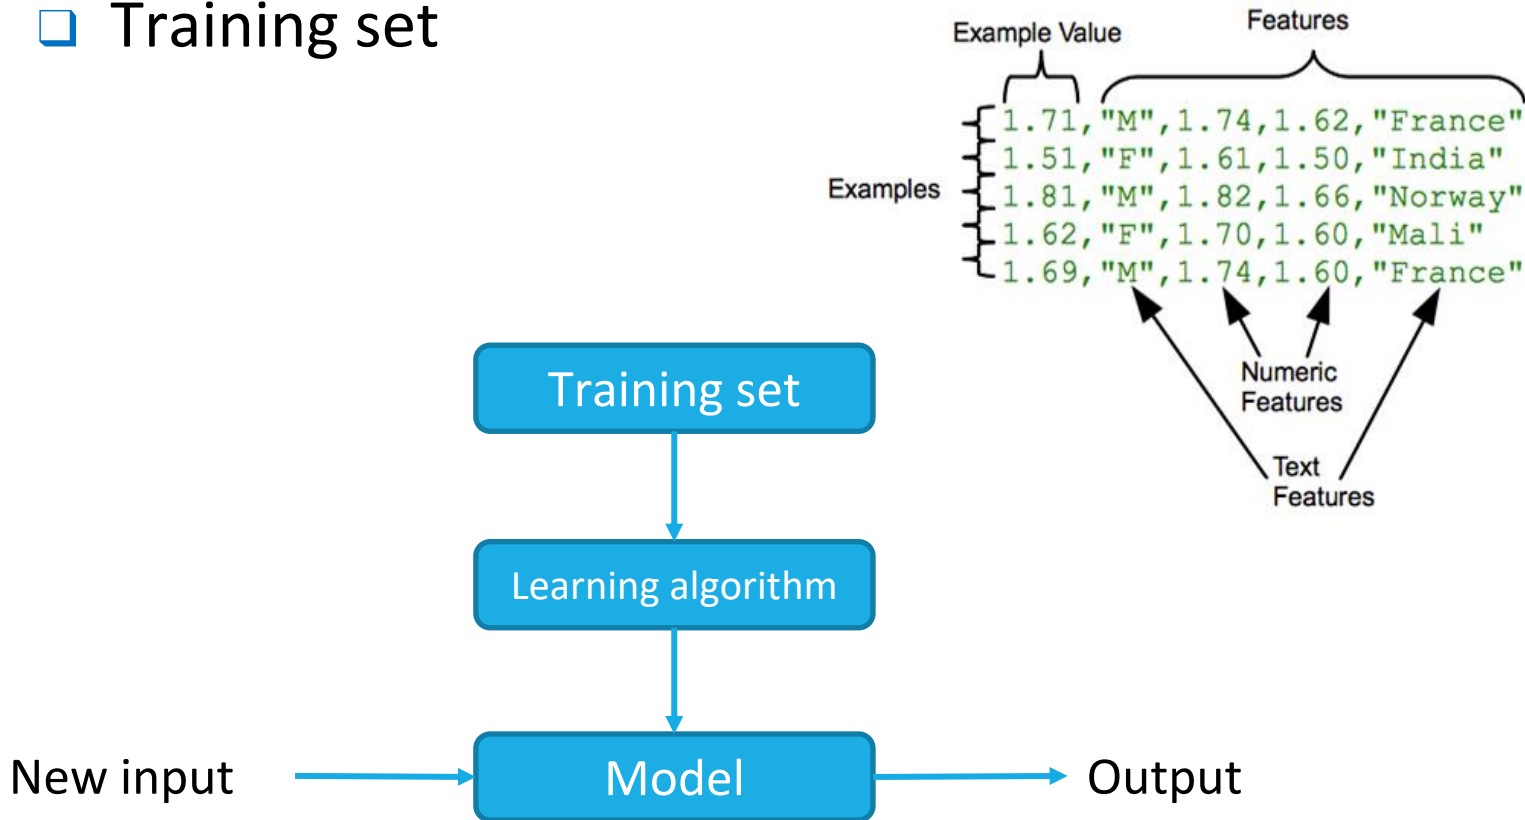 Training set
Example Value
Features
Examples
1.71,"M",1.74,1.62,"France"
1.51,"F",1.61,1.50,"India"
1.81,"M",1.82,1.66,"Norway"
1.62,"F",1.70,1.60,"Mali"
1.69,"M",1.74,1.60,"France"
Numeric
Features
Text
Features
Training set
Learning algorithm
New input
Model
Output